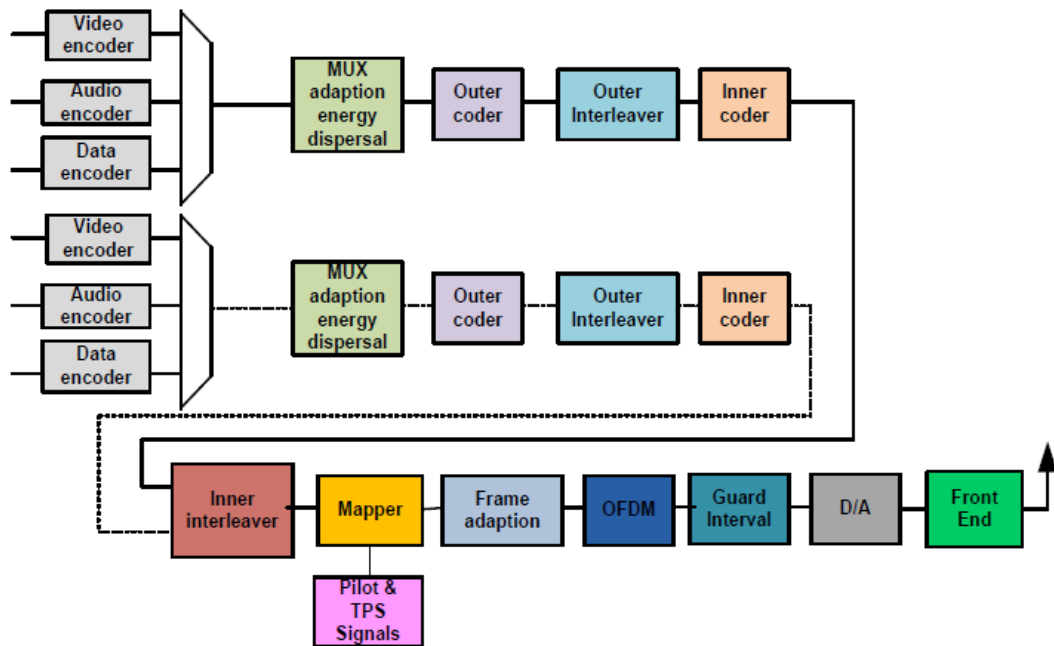 Video
encoder
Audio
encoder
Data
encoder
MUX
adaption
energy
dispersal
Outer
coder
Outer
Interleaver
Inner
coder
Video
encoder
Audio
encoder
Data
encoder
MUX
adaption
energy
dispersal
Outer
coder
Outer
Interleaver
Inner
coder
Inner
interleaver
Mapper
Frame
adaption
OFDM
Guard
Interval
D/A
Front
End
Pilot &
TPS
Signals